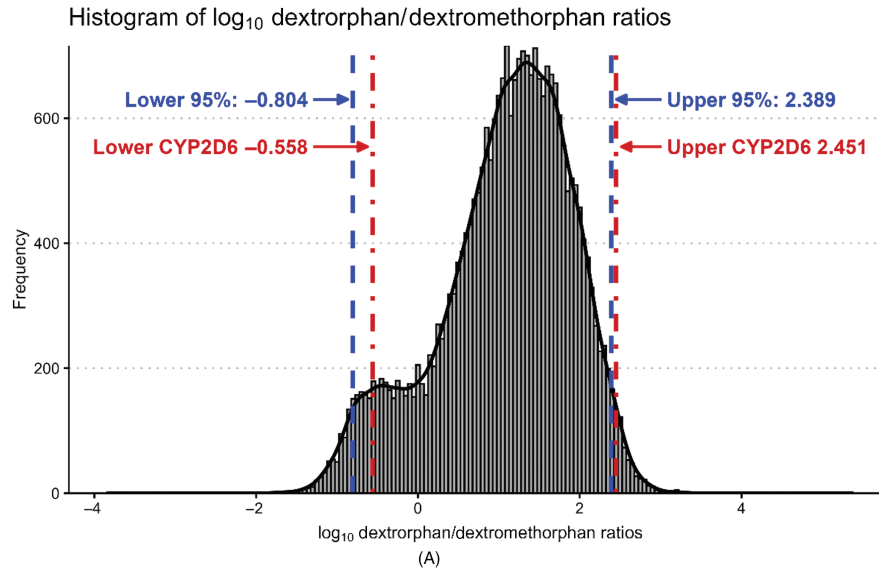 Histogram of log₁₀ dextrorphan/dextromethorphan ratios
Lower 95%: –0.804
Upper 95%: 2.389
Lower CYP2D6 –0.558
Upper CYP2D6 2.451
Frequency
600
400
200
0
–4
–2
0
2
4
log₁₀ dextrorphan/dextromethorphan ratios
(A)